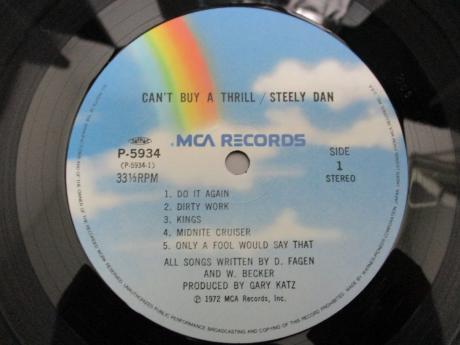 CAN'T BUY A THRILL / STEELY DAN
MCA RECORDS
P-5934
(P-5934-1)
33⅓RPM
SIDE
1
STEREO
1. DO IT AGAIN
2. DIRTY WORK
3. KINGS
4. MIDNITE CRUISER
5. ONLY A FOOL WOULD SAY THAT
ALL SONGS WRITTEN BY D. FAGEN
AND W. BECKER
PRODUCED BY GARY KATZ
Ⓟ 1972 MCA Records, Inc.